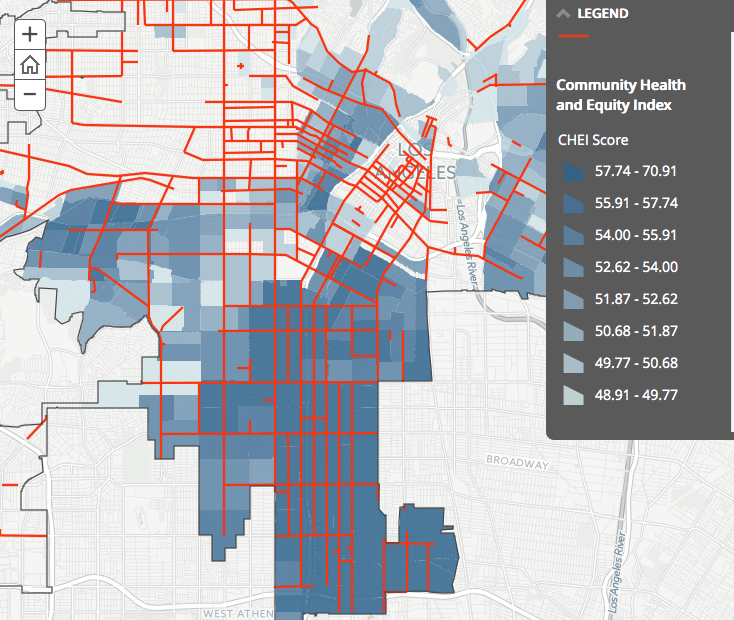 +
−
LEGEND
Community Health
and Equity Index
CHEI Score
57.74 - 70.91
55.91 - 57.74
54.00 - 55.91
52.62 - 54.00
51.87 - 52.62
50.68 - 51.87
49.77 - 50.68
48.91 - 49.77
LOS
ANGELES
Los Angeles River
BROADWAY
Los Angeles River
WEST ATHEN